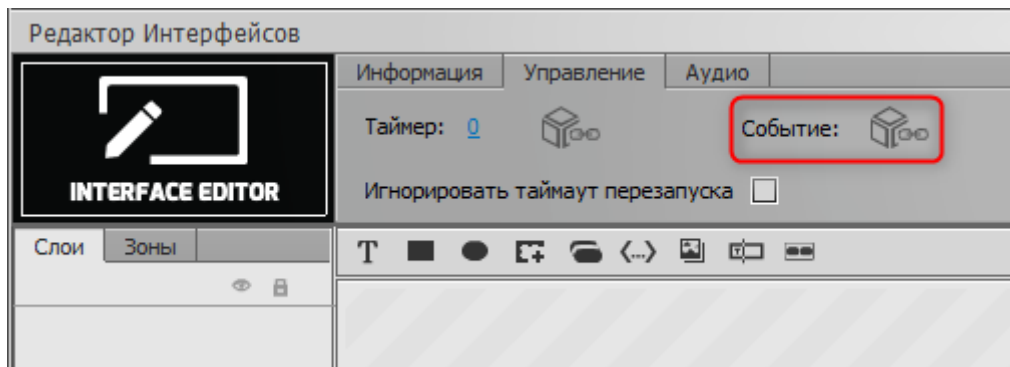 Редактор Интерфейсов
INTERFACE EDITOR
Информация Управление Аудио
Таймер: 0 Событие:
Игнорировать таймаут перезапуска
Слои Зоны
T